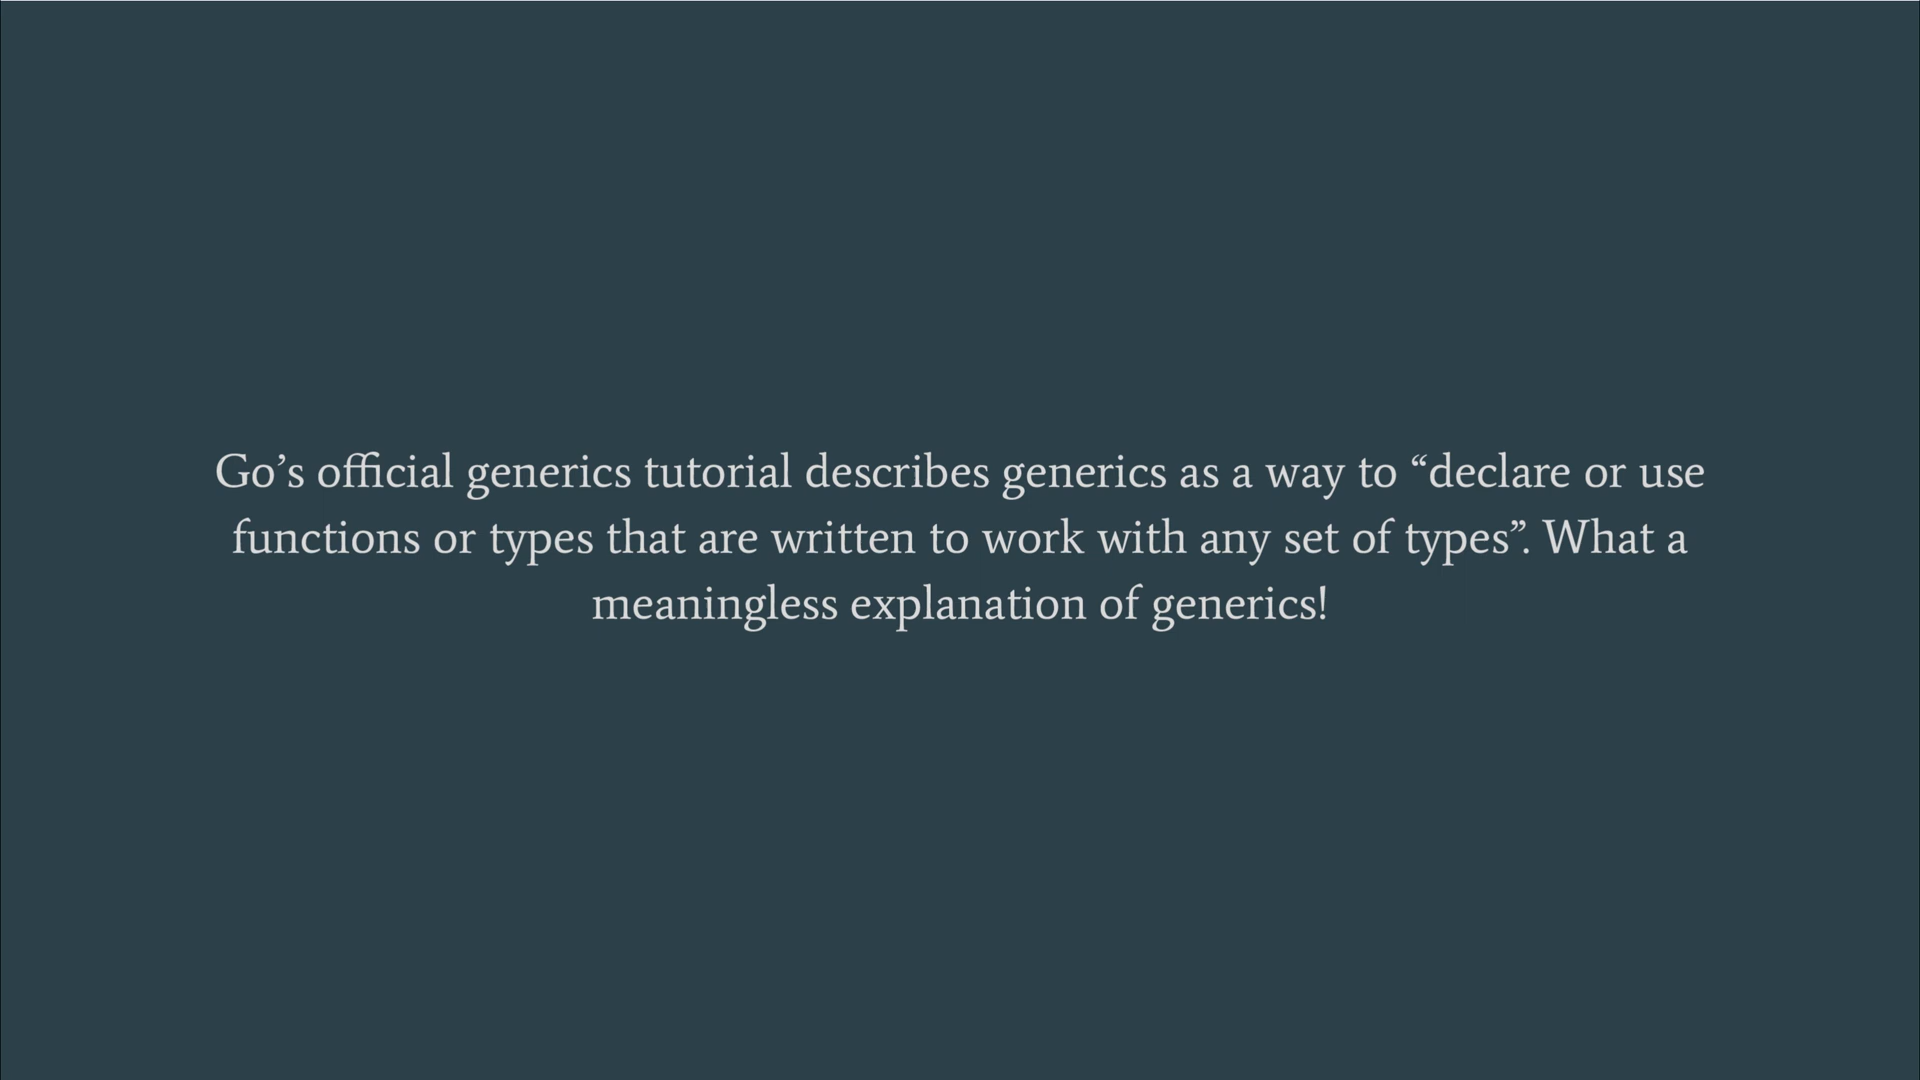 Go’s official generics tutorial describes generics as a way to “declare or use
functions or types that are written to work with any set of types”. What a
meaningless explanation of generics!